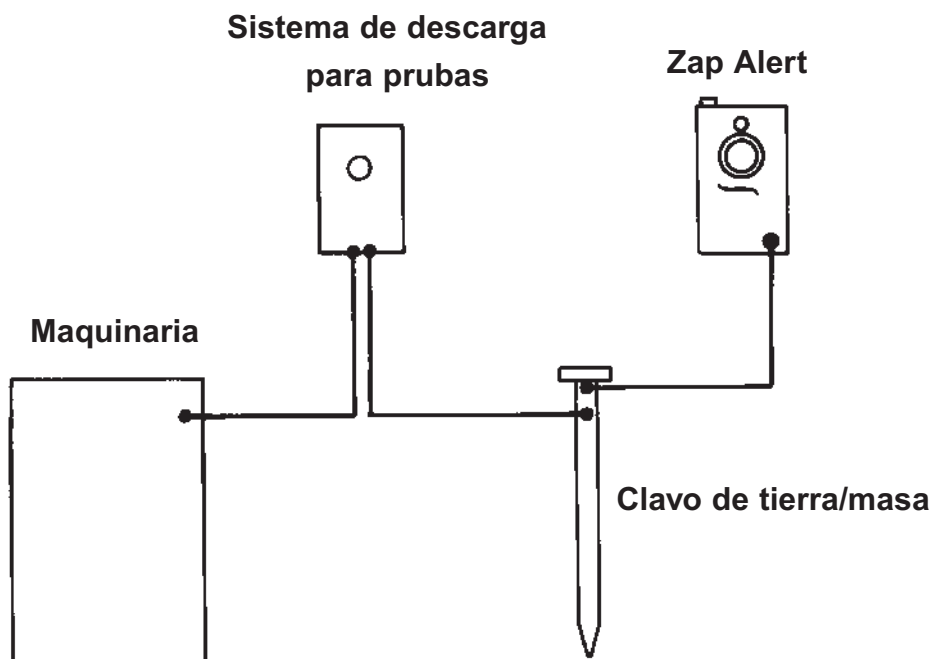 Sistema de descarga
para prubas
Zap Alert
Maquinaria
Clavo de tierra/masa